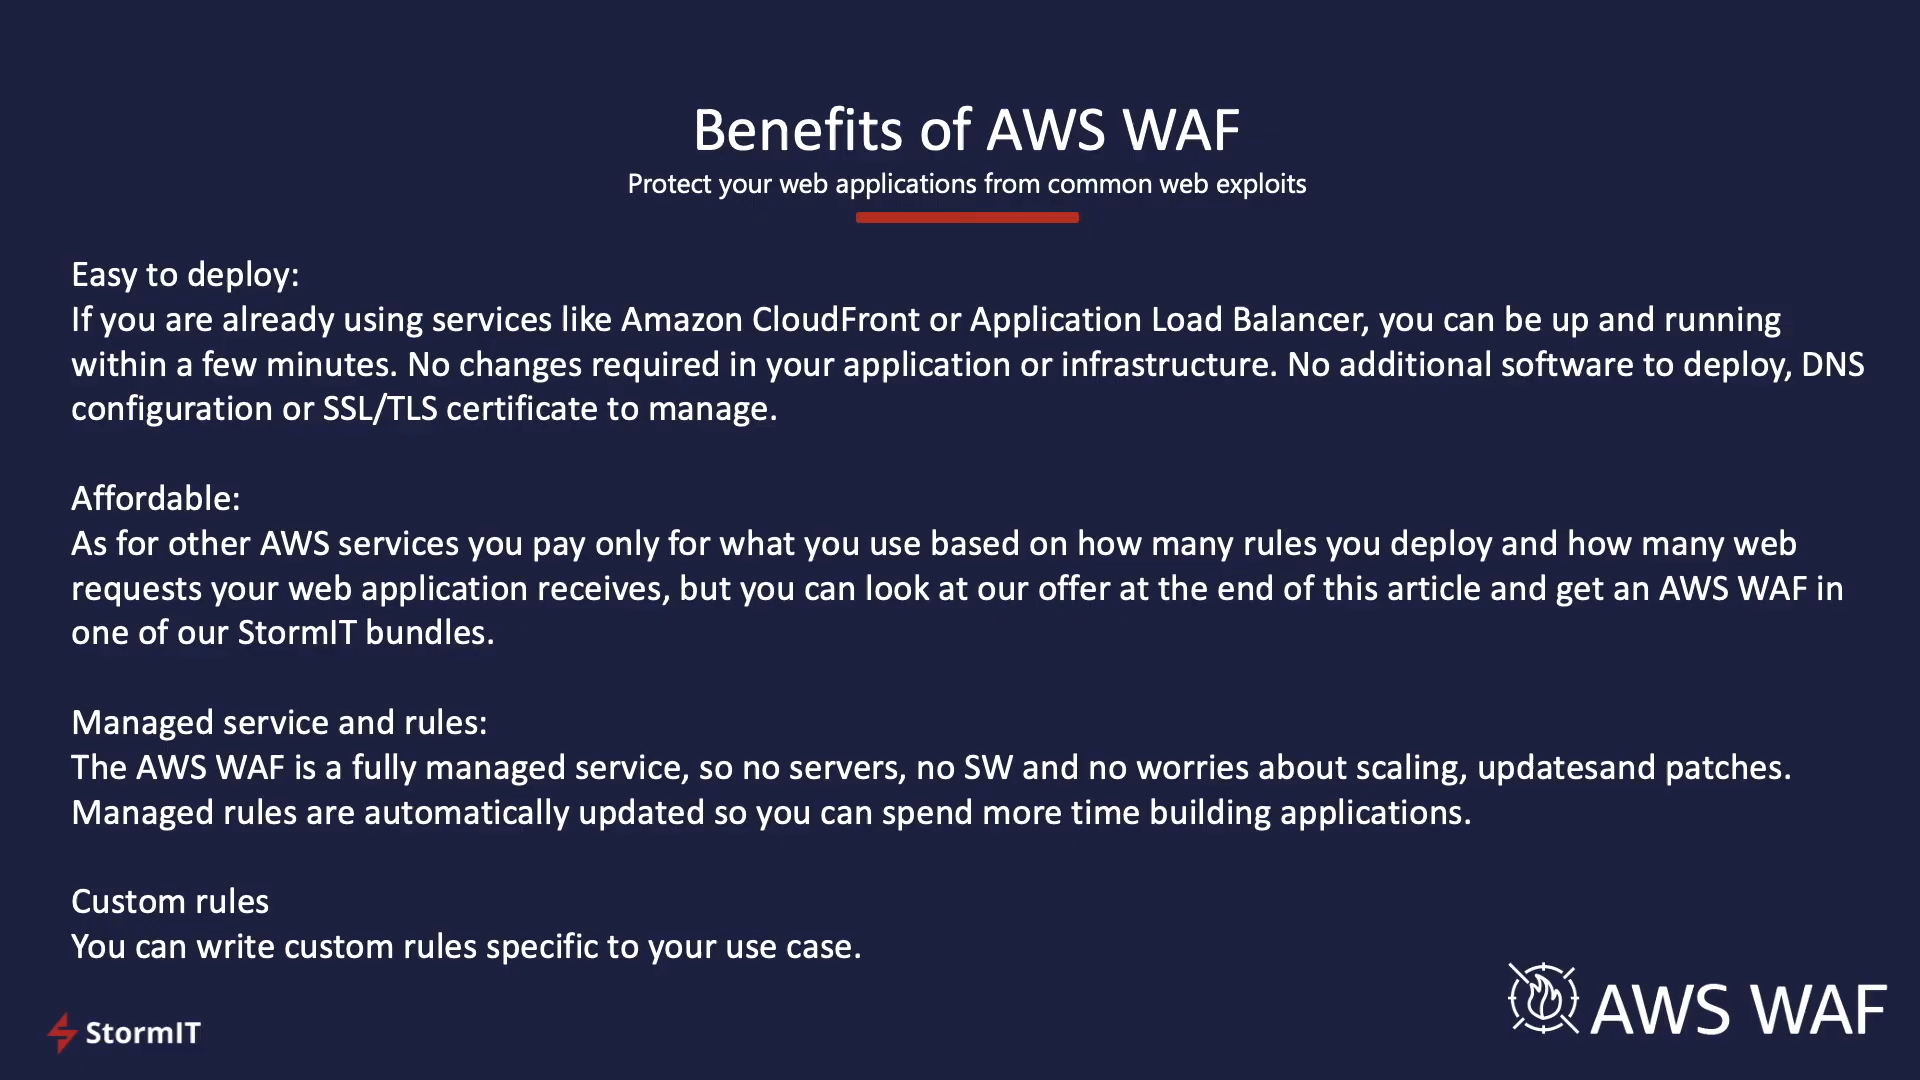 Benefits of AWS WAF
Protect your web applications from common web exploits
Easy to deploy:
If you are already using services like Amazon CloudFront or Application Load Balancer, you can be up and running
within a few minutes. No changes required in your application or infrastructure. No additional software to deploy, DNS
configuration or SSL/TLS certificate to manage.
Affordable:
As for other AWS services you pay only for what you use based on how many rules you deploy and how many web
requests your web application receives, but you can look at our offer at the end of this article and get an AWS WAF in
one of our StormIT bundles.
Managed service and rules:
The AWS WAF is a fully managed service, so no servers, no SW and no worries about scaling, updatesand patches.
Managed rules are automatically updated so you can spend more time building applications.
Custom rules
You can write custom rules specific to your use case.
StormIT
AWS WAF